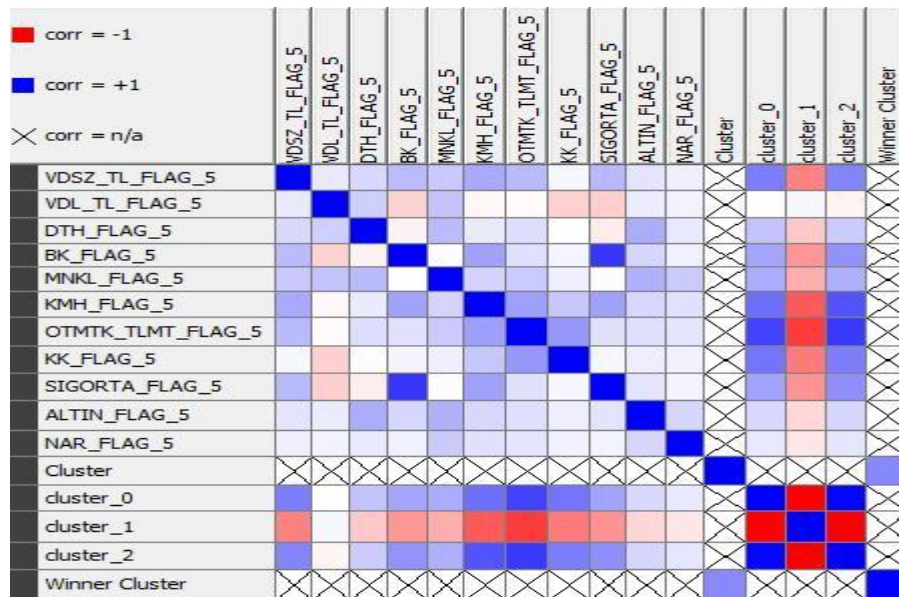 corr = -1
corr = +1
corr = n/a
VDSZ_TL_FLAG_5
VDL_TL_FLAG_5
DTH_FLAG_5
BK_FLAG_5
MNKL_FLAG_5
KMH_FLAG_5
OTMTK_TLMT_FLAG_5
KK_FLAG_5
SIGORTA_FLAG_5
ALTIN_FLAG_5
NAR_FLAG_5
Cluster
cluster_0
cluster_1
cluster_2
Winner Cluster
VDSZ_TL_FLAG_5
VDL_TL_FLAG_5
DTH_FLAG_5
BK_FLAG_5
MNKL_FLAG_5
KMH_FLAG_5
OTMTK_TLMT_FLAG_5
KK_FLAG_5
SIGORTA_FLAG_5
ALTIN_FLAG_5
NAR_FLAG_5
Cluster
cluster_0
cluster_1
cluster_2
Winner Cluster